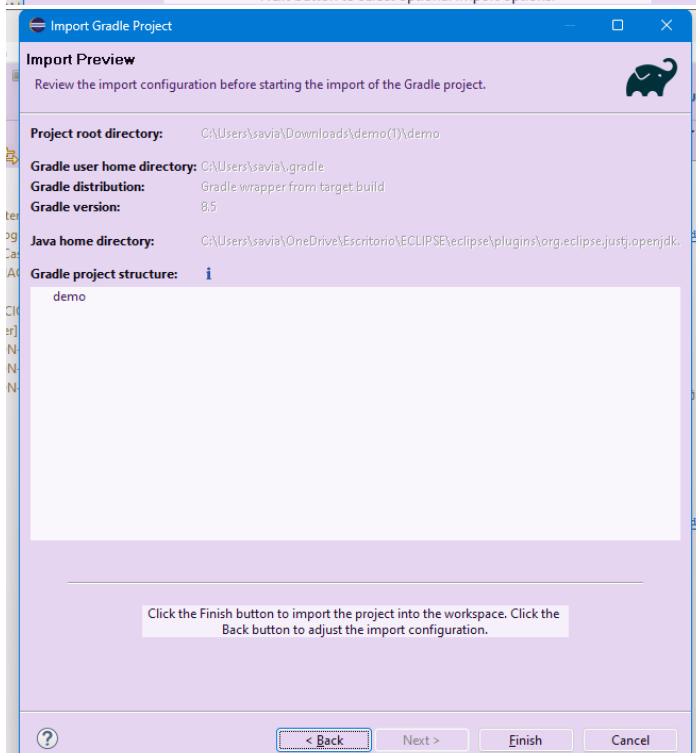 Import Gradle Project
Import Preview
Review the import configuration before starting the import of the Gradle project.
Project root directory: C:\Users\savia\Downloads\demo(1)\demo
Gradle user home directory: C:\Users\savia\.gradle
Gradle distribution: Gradle wrapper from target build
Gradle version: 8.5
Java home directory: C:\Users\savia\OneDrive\Escritorio\ECLIPSE\eclipse\plugins\org.eclipse.justj.openjdk.
Gradle project structure:
demo
Click the Finish button to import the project into the workspace. Click the
Back button to adjust the import configuration.
< Back Next > Finish Cancel